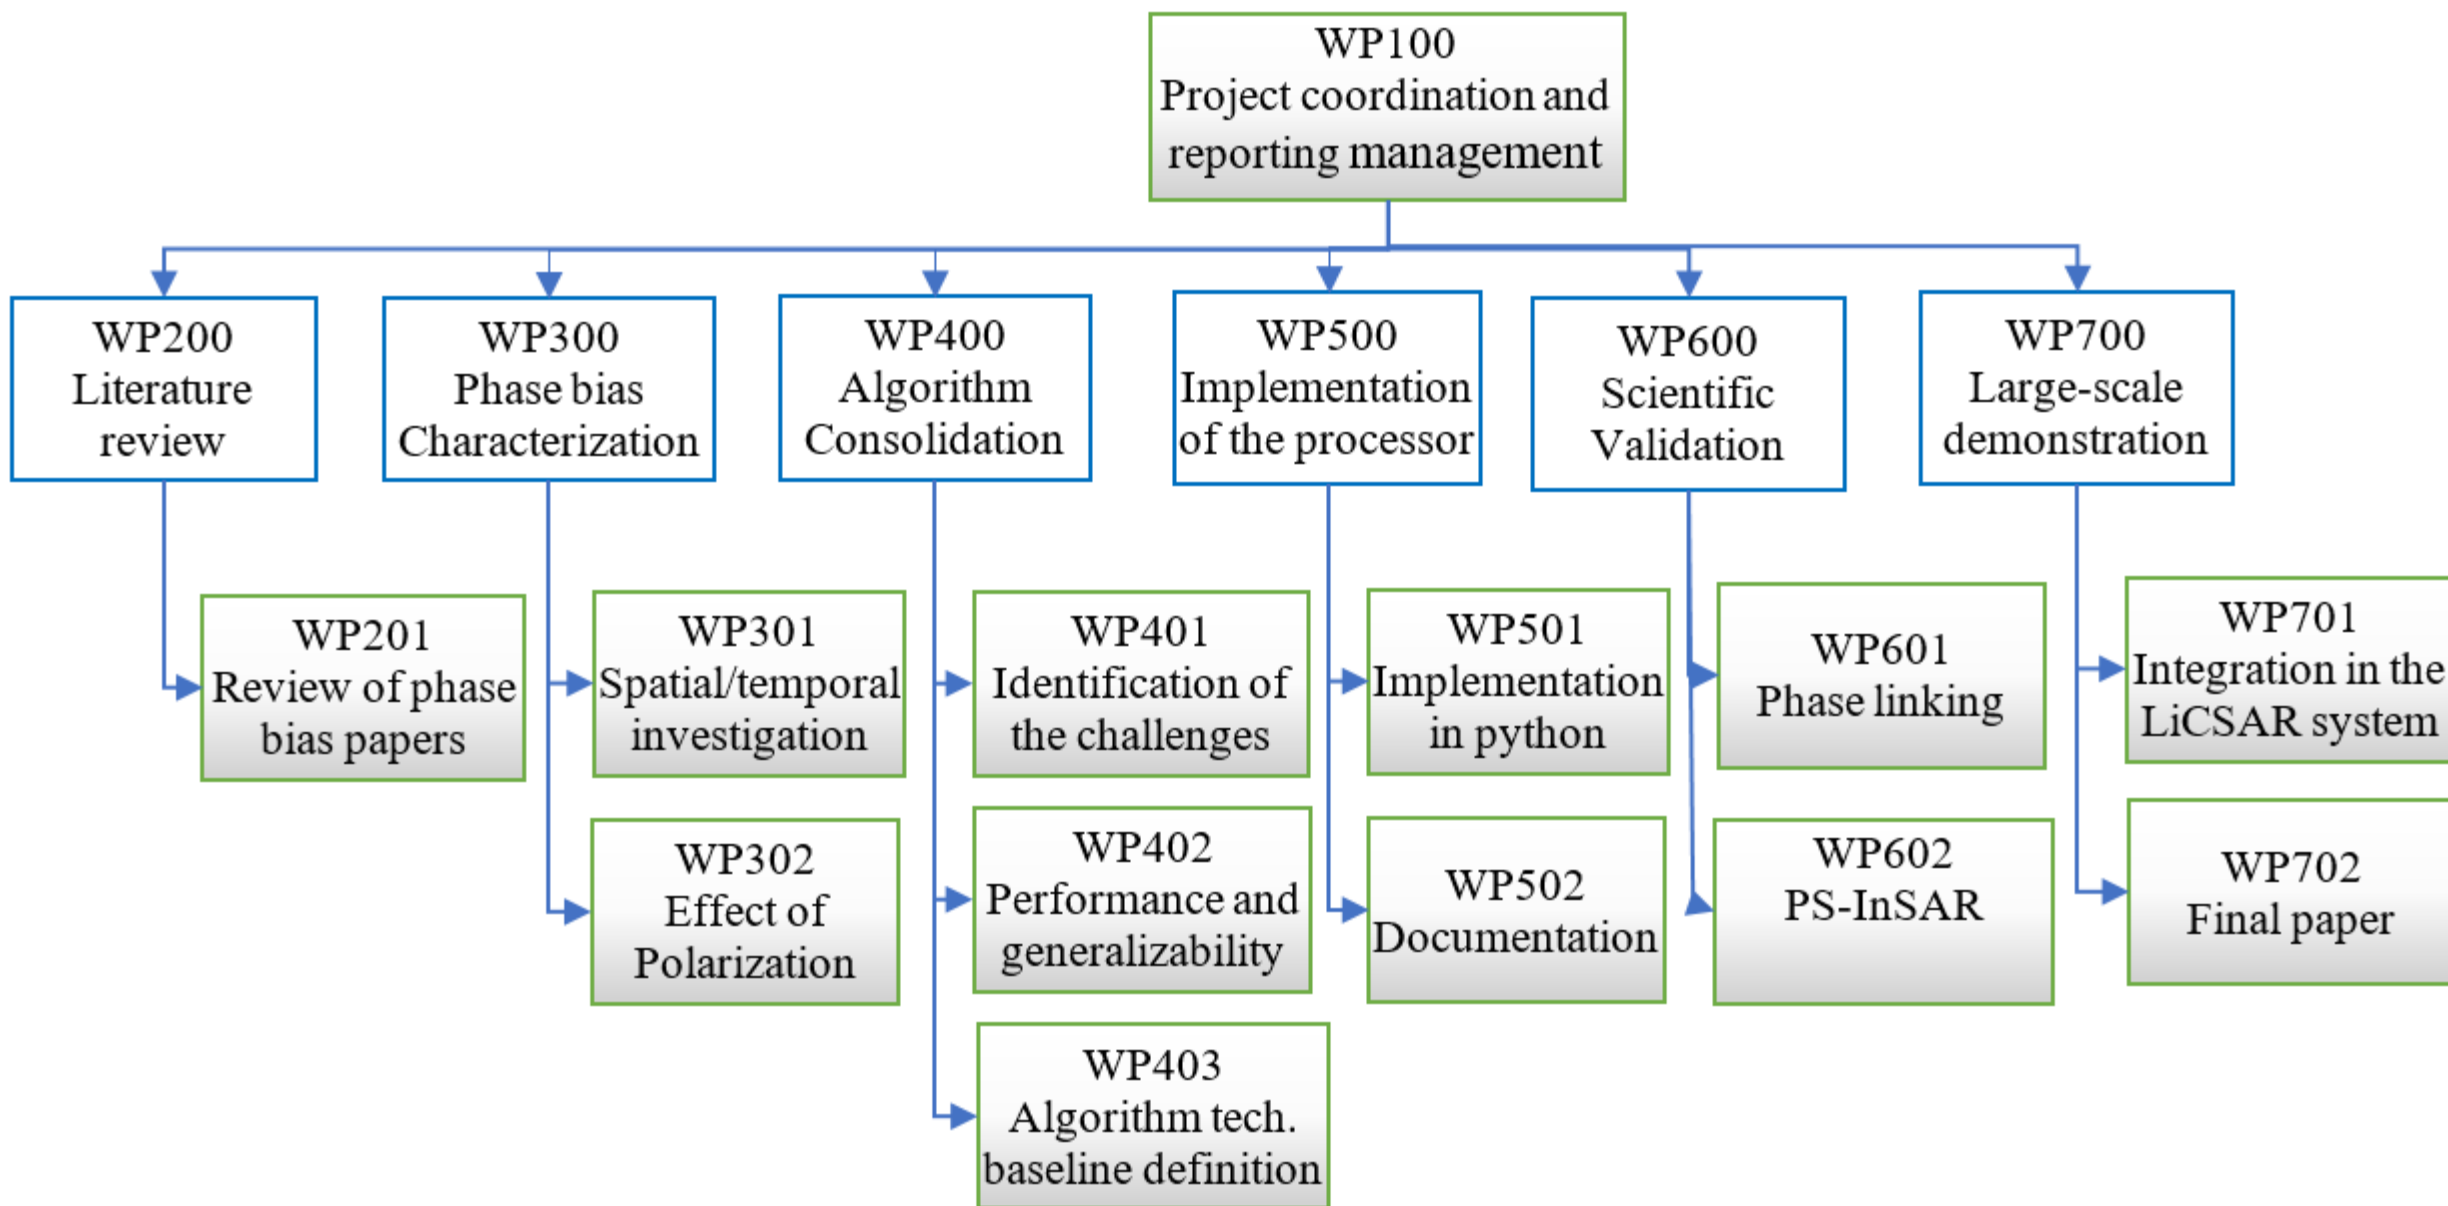 WP100
Project coordination and
reporting management
WP200
Literature
review
WP300
Phase bias
Characterization
WP400
Algorithm
Consolidation
WP500
Implementation
of the processor
WP600
Scientific
Validation
WP700
Large-scale
demonstration
WP201
Review of phase
bias papers
WP301
Spatial/temporal
investigation
WP302
Effect of
Polarization
WP401
Identification of
the challenges
WP402
Performance and
generalizability
WP403
Algorithm tech.
baseline definition
WP501
Implementation
in python
WP502
Documentation
WP601
Phase linking
WP602
PS-InSAR
WP701
Integration in the
LiCSAR system
WP702
Final paper